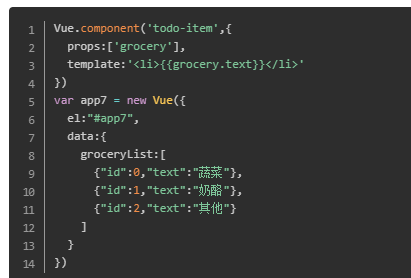 1 Vue.component('todo-item',{
2   props:['grocery'],
3   template:'<li>{{grocery.text}}</li>'
4 })
5 var app7 = new Vue({
6   el:"#app7",
7   data:{
8     groceryList:[
9       {"id":0,"text":"蔬菜"},
10       {"id":1,"text":"奶酪"},
11       {"id":2,"text":"其他"}
12     ]
13   }
14 })